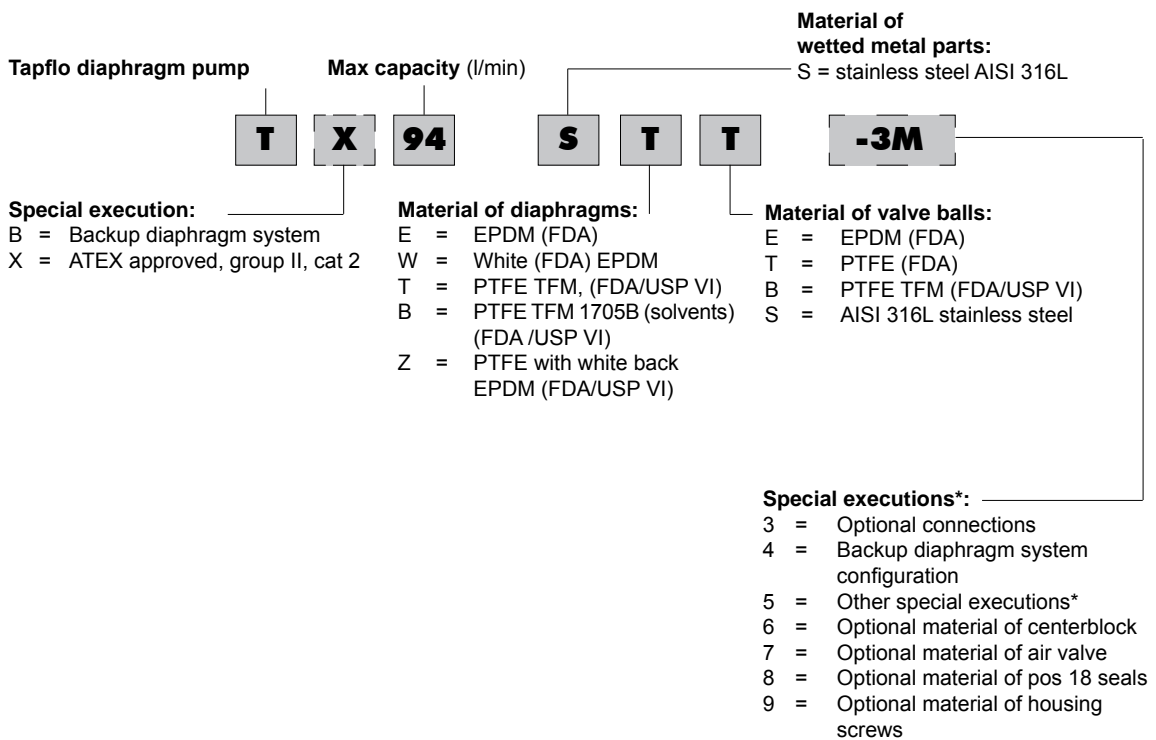 Material of
wetted metal parts:
S = stainless steel AISI 316L
Tapflo diaphragm pump
Max capacity (l/min)
T X 94 S T T -3M
Special execution:
B = Backup diaphragm system
X = ATEX approved, group II, cat 2
Material of diaphragms:
E = EPDM (FDA)
W = White (FDA) EPDM
T = PTFE TFM, (FDA/USP VI)
B = PTFE TFM 1705B (solvents)
(FDA /USP VI)
Z = PTFE with white back
EPDM (FDA/USP VI)
Material of valve balls:
E = EPDM (FDA)
T = PTFE (FDA)
B = PTFE TFM (FDA/USP VI)
S = AISI 316L stainless steel
Special executions*:
3 = Optional connections
4 = Backup diaphragm system
configuration
5 = Other special executions*
6 = Optional material of centerblock
7 = Optional material of air valve
8 = Optional material of pos 18 seals
9 = Optional material of housing
screws